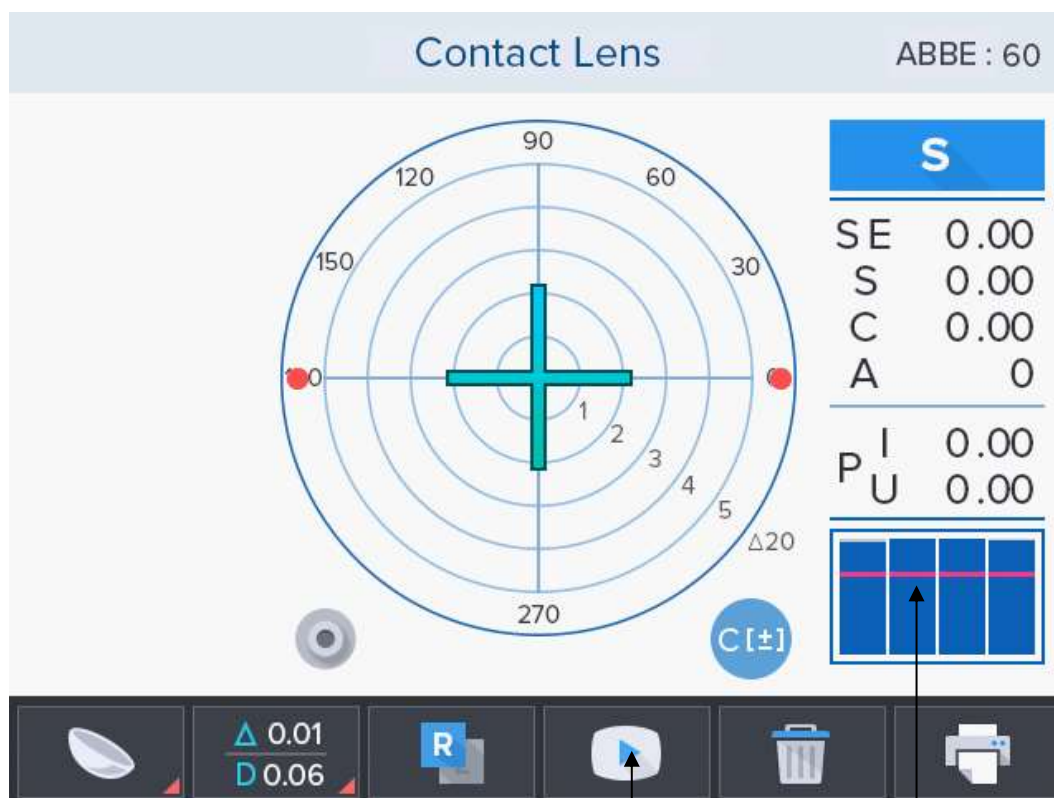 Contact Lens
ABBE : 60
90
120
60
150
30
1
2
3
4
5
Δ20
270
C[±]
S
SE 0.00
S 0.00
C 0.00
A 0
P I 0.00
U 0.00
Δ 0.01
D 0.06
R